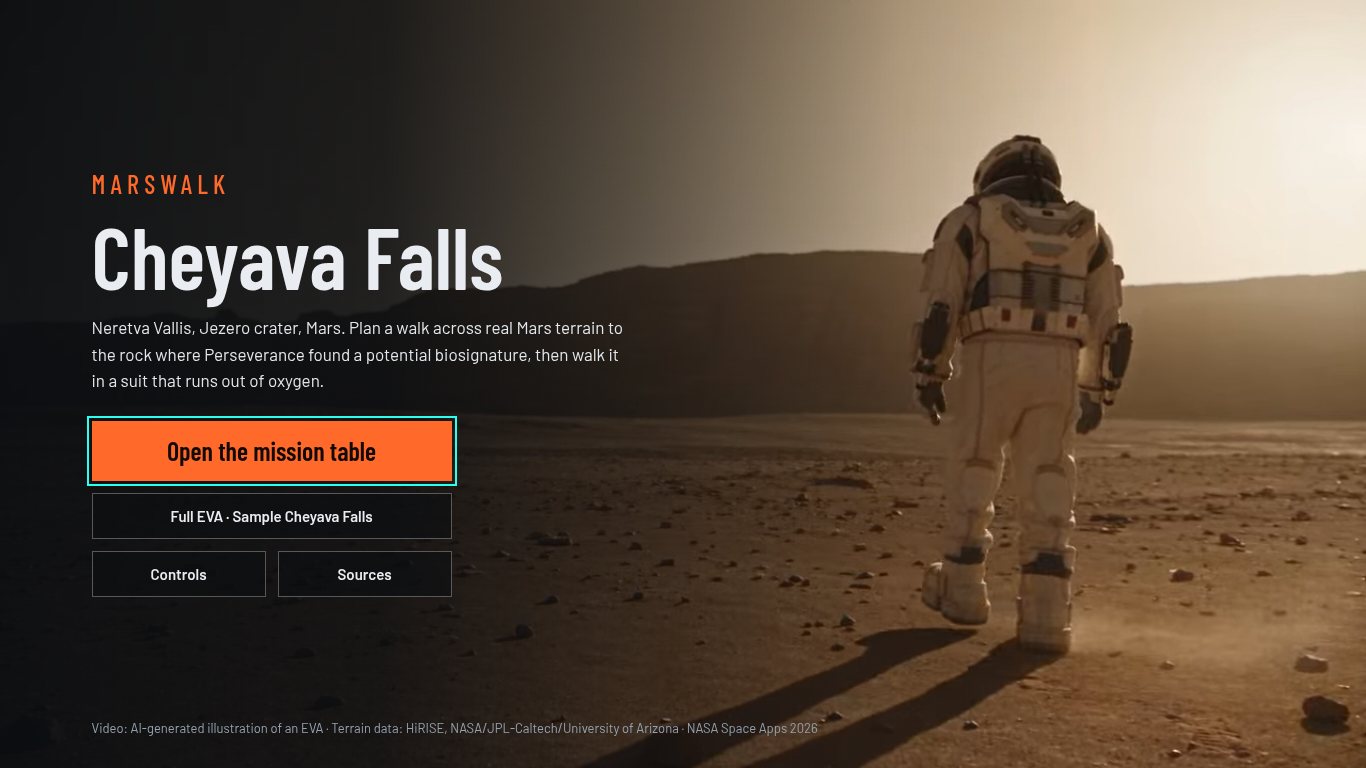 MARSWALK
Cheyava Falls
Neretva Vallis, Jezero crater, Mars. Plan a walk across real Mars terrain to
the rock where Perseverance found a potential biosignature, then walk it
in a suit that runs out of oxygen.
Open the mission table
Full EVA · Sample Cheyava Falls
Controls
Sources
Video: AI-generated illustration of an EVA · Terrain data: HiRISE, NASA/JPL-Caltech/University of Arizona · NASA Space Apps 2026